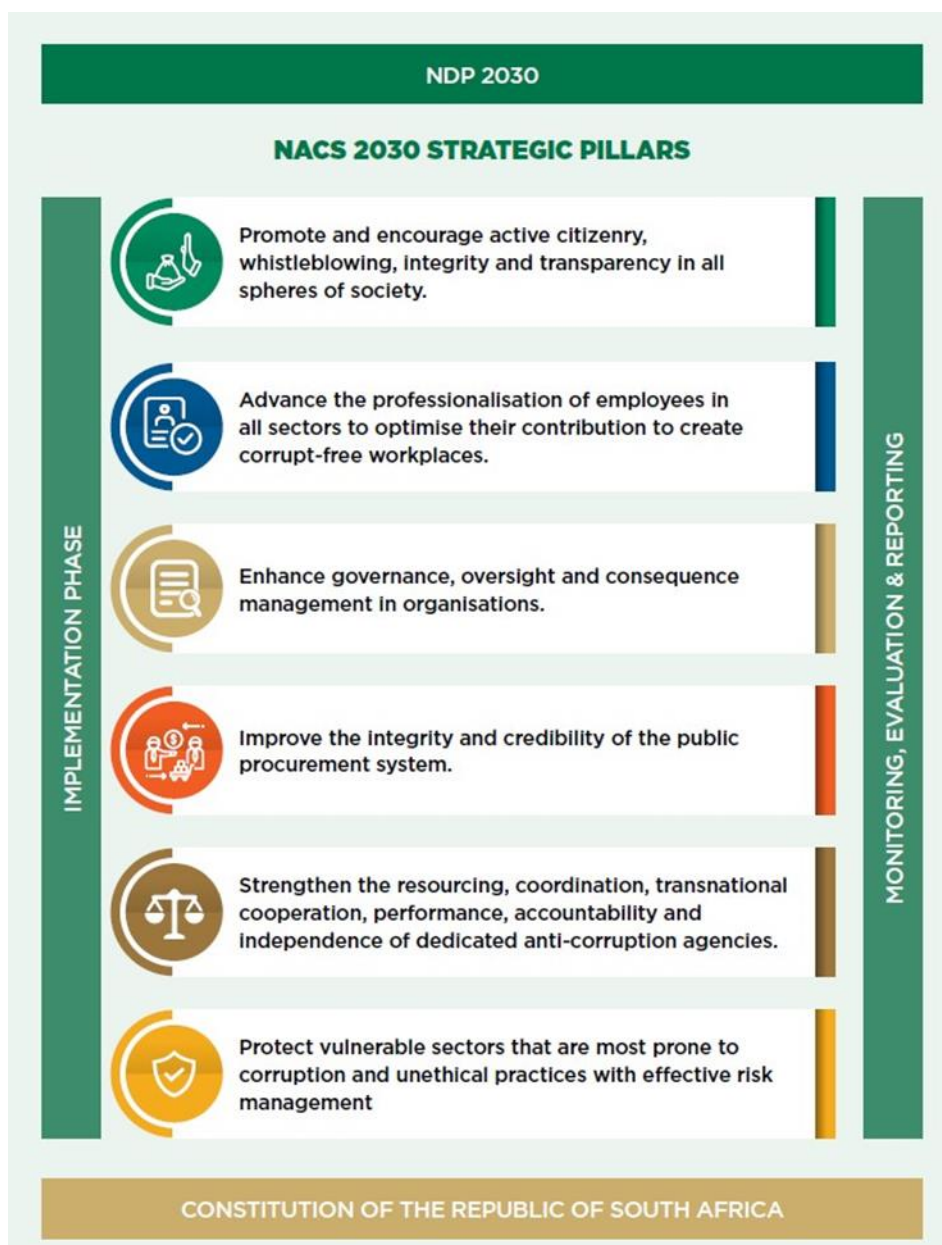 NDP 2030
NACS 2030 STRATEGIC PILLARS
IMPLEMENTATION PHASE
Promote and encourage active citizenry,
whistleblowing, integrity and transparency in all
spheres of society.
Advance the professionalisation of employees in
all sectors to optimise their contribution to create
corrupt-free workplaces.
Enhance governance, oversight and consequence
management in organisations.
Improve the integrity and credibility of the public
procurement system.
Strengthen the resourcing, coordination, transnational
cooperation, performance, accountability and
independence of dedicated anti-corruption agencies.
Protect vulnerable sectors that are most prone to
corruption and unethical practices with effective risk
management
MONITORING, EVALUATION & REPORTING
CONSTITUTION OF THE REPUBLIC OF SOUTH AFRICA